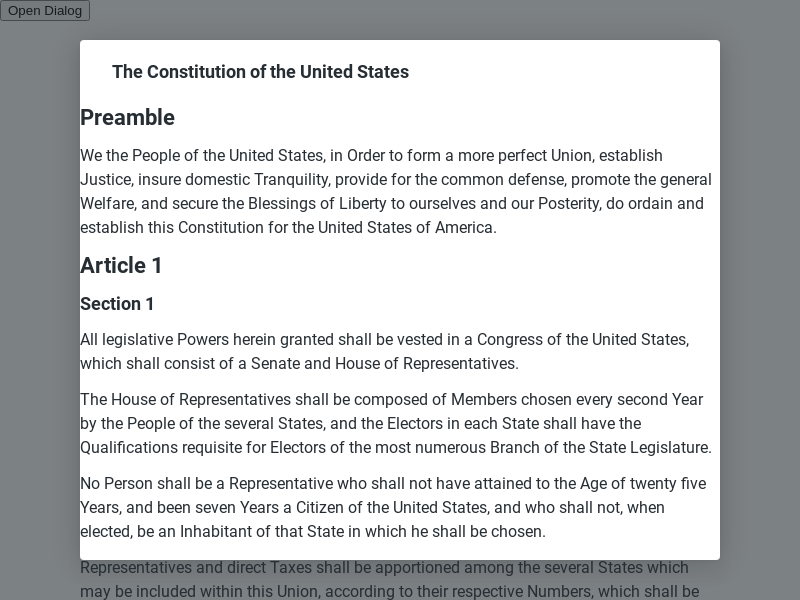 Open Dialog
The Constitution of the United States
Preamble
We the People of the United States, in Order to form a more perfect Union, establish
Justice, insure domestic Tranquility, provide for the common defense, promote the general
Welfare, and secure the Blessings of Liberty to ourselves and our Posterity, do ordain and
establish this Constitution for the United States of America.
Article 1
Section 1
All legislative Powers herein granted shall be vested in a Congress of the United States,
which shall consist of a Senate and House of Representatives.
The House of Representatives shall be composed of Members chosen every second Year
by the People of the several States, and the Electors in each State shall have the
Qualifications requisite for Electors of the most numerous Branch of the State Legislature.
No Person shall be a Representative who shall not have attained to the Age of twenty five
Years, and been seven Years a Citizen of the United States, and who shall not, when
elected, be an Inhabitant of that State in which he shall be chosen.
Representatives and direct Taxes shall be apportioned among the several States which
may be included within this Union, according to their respective Numbers, which shall be